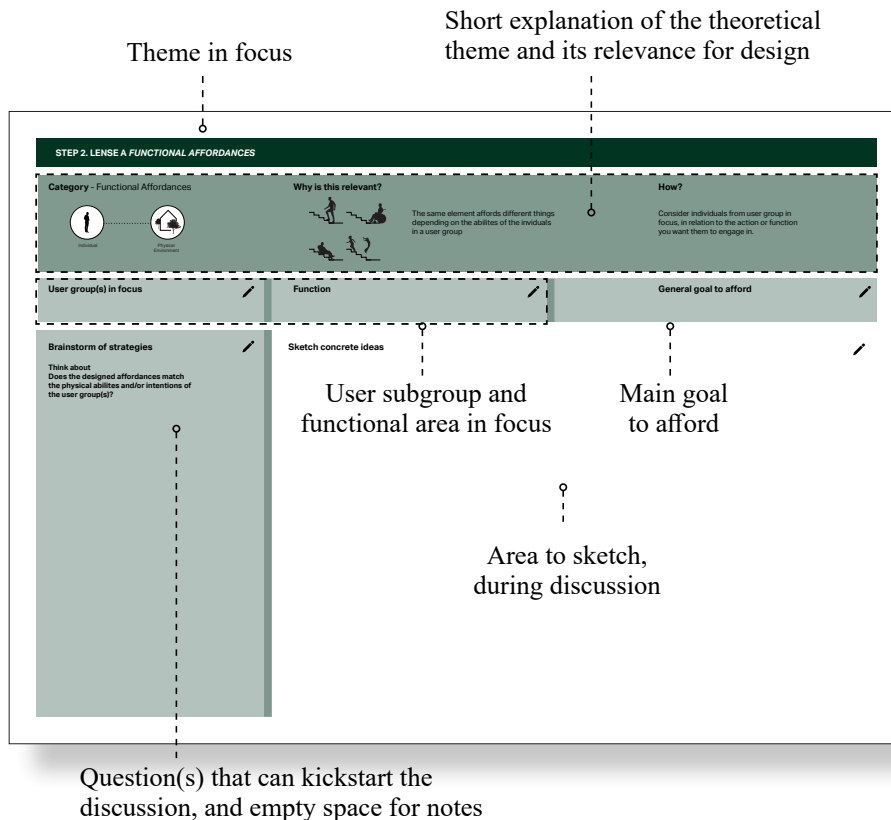 Short explanation of the theoretical
theme and its relevance for design
Theme in focus
STEP 2. LENSE A FUNCTIONAL AFFORDANCES
Category - Functional Affordances
Individual
Physical
Environment
Why is this relevant?
The same element affords different things
depending on the abilites of the inviduals
in a user group
How?
Consider individuals from user group in
focus, in relation to the action or function
you want them to engage in.
User group(s) in focus
Function
General goal to afford
Brainstorm of strategies
Think about
Does the designed affordances match
the physical abilites and/or intentions of
the user group(s)?
Sketch concrete ideas
User subgroup and
functional area in focus
Main goal
to afford
Area to sketch,
during discussion
Question(s) that can kickstart the
discussion, and empty space for notes